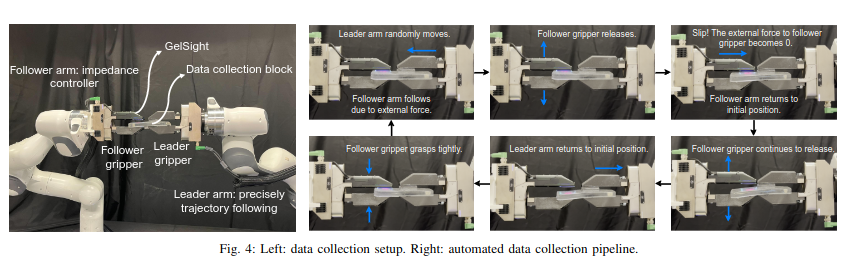 GelSight
Follower arm: impedance
controller
Data collection block
Follower
gripper
Leader
gripper
Leader arm: precisely
trajectory following
Leader arm randomly moves.
Follower arm follows
due to external force.
Follower gripper releases.
Slip! The external force to follower
gripper becomes 0.
Follower arm returns to
initial position.
Follower gripper grasps tightly.
Leader arm returns to initial position.
Follower gripper continues to release.
Fig. 4: Left: data collection setup. Right: automated data collection pipeline.